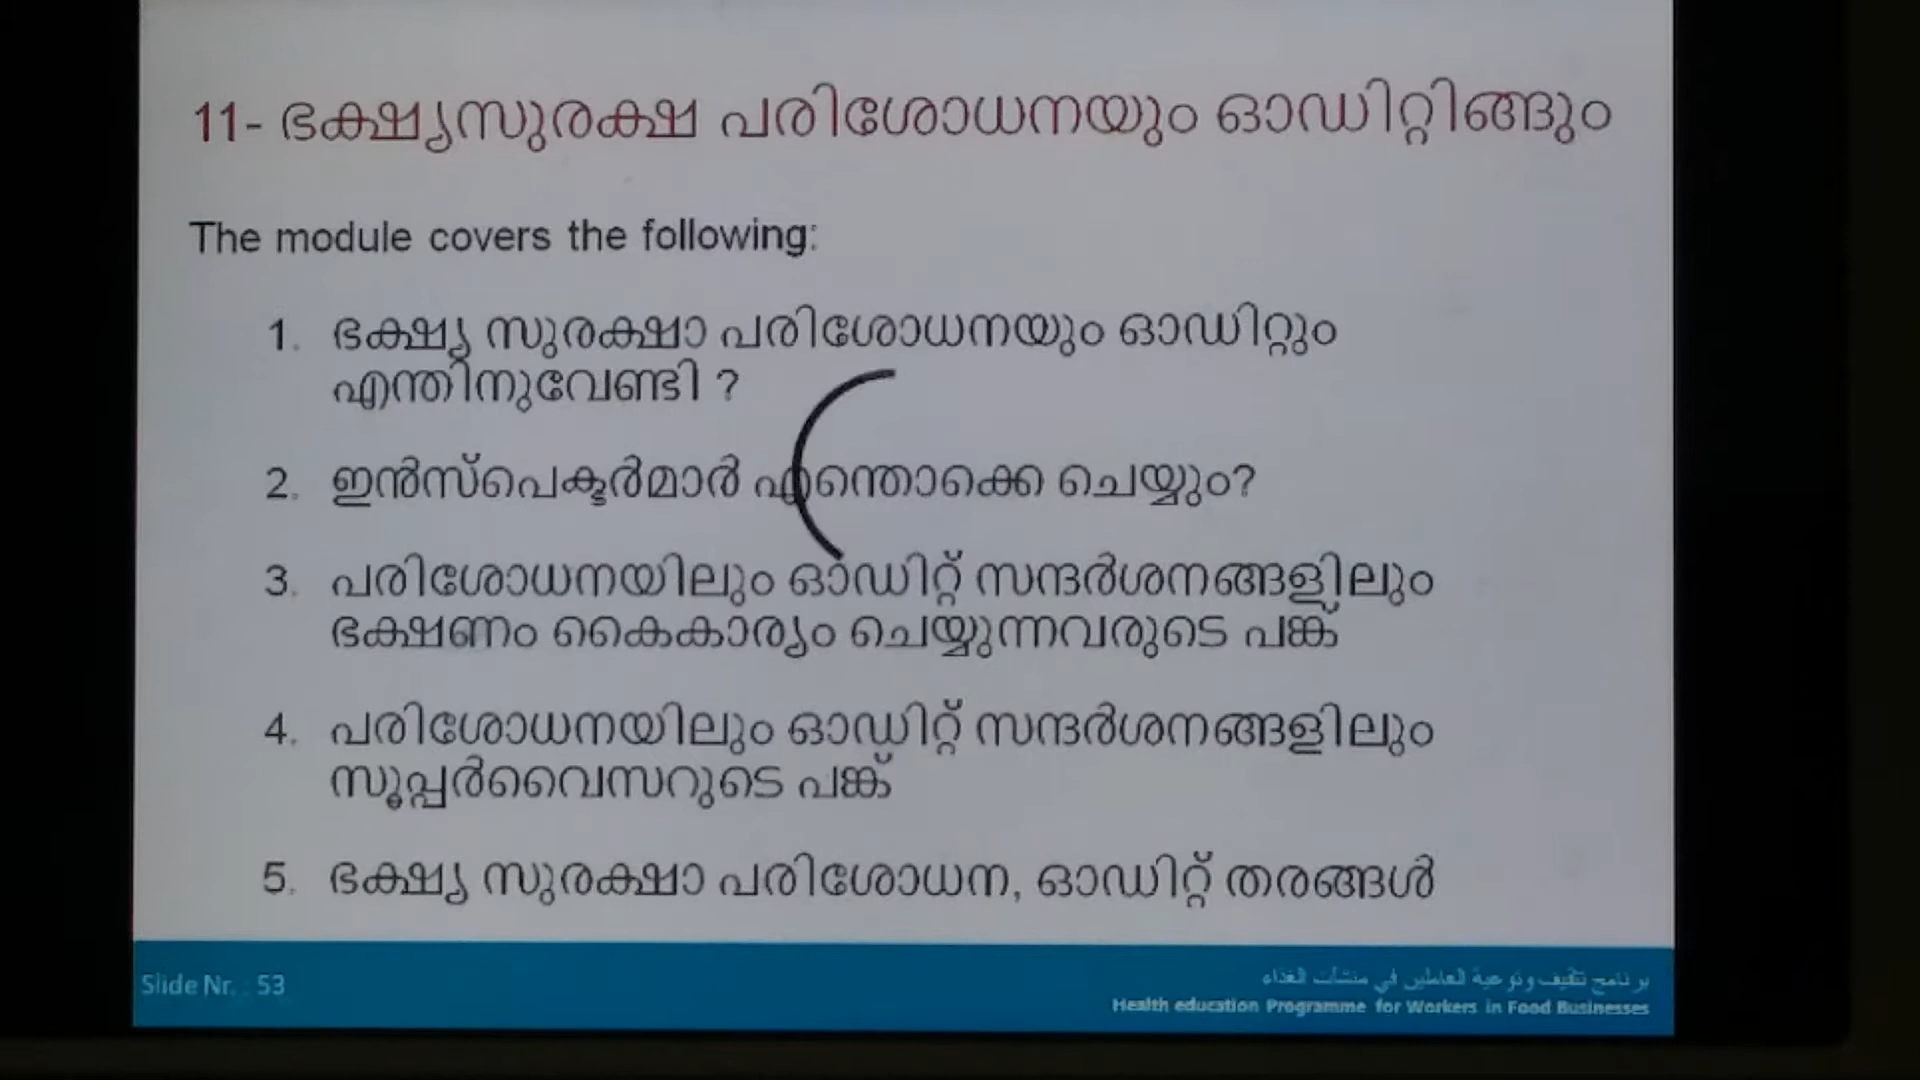 11- ഭക്ഷ്യസുരക്ഷ പരിശോധനയും ഓഡിറ്റിങ്ങും
The module covers the following:
1. ഭക്ഷ്യ സുരക്ഷാ പരിശോധനയും ഓഡിറ്റും
എന്തിനുവേണ്ടി ?
2. ഇൻസ്പെക്ടർമാർ എന്തൊക്കെ ചെയ്യും?
3. പരിശോധനയിലും ഓഡിറ്റ് സന്ദർശനങ്ങളിലും
ഭക്ഷണം കൈകാര്യം ചെയ്യുന്നവരുടെ പങ്ക്
4. പരിശോധനയിലും ഓഡിറ്റ് സന്ദർശനങ്ങളിലും
സൂപ്പർവൈസറുടെ പങ്ക്
5. ഭക്ഷ്യ സുരക്ഷാ പരിശോധന, ഓഡിറ്റ് തരങ്ങൾ
Slide Nr. : 53
برنامج تثقيف وتوعية العاملين في منشآت الغذاء
Health education Programme for Workers in Food Businesses